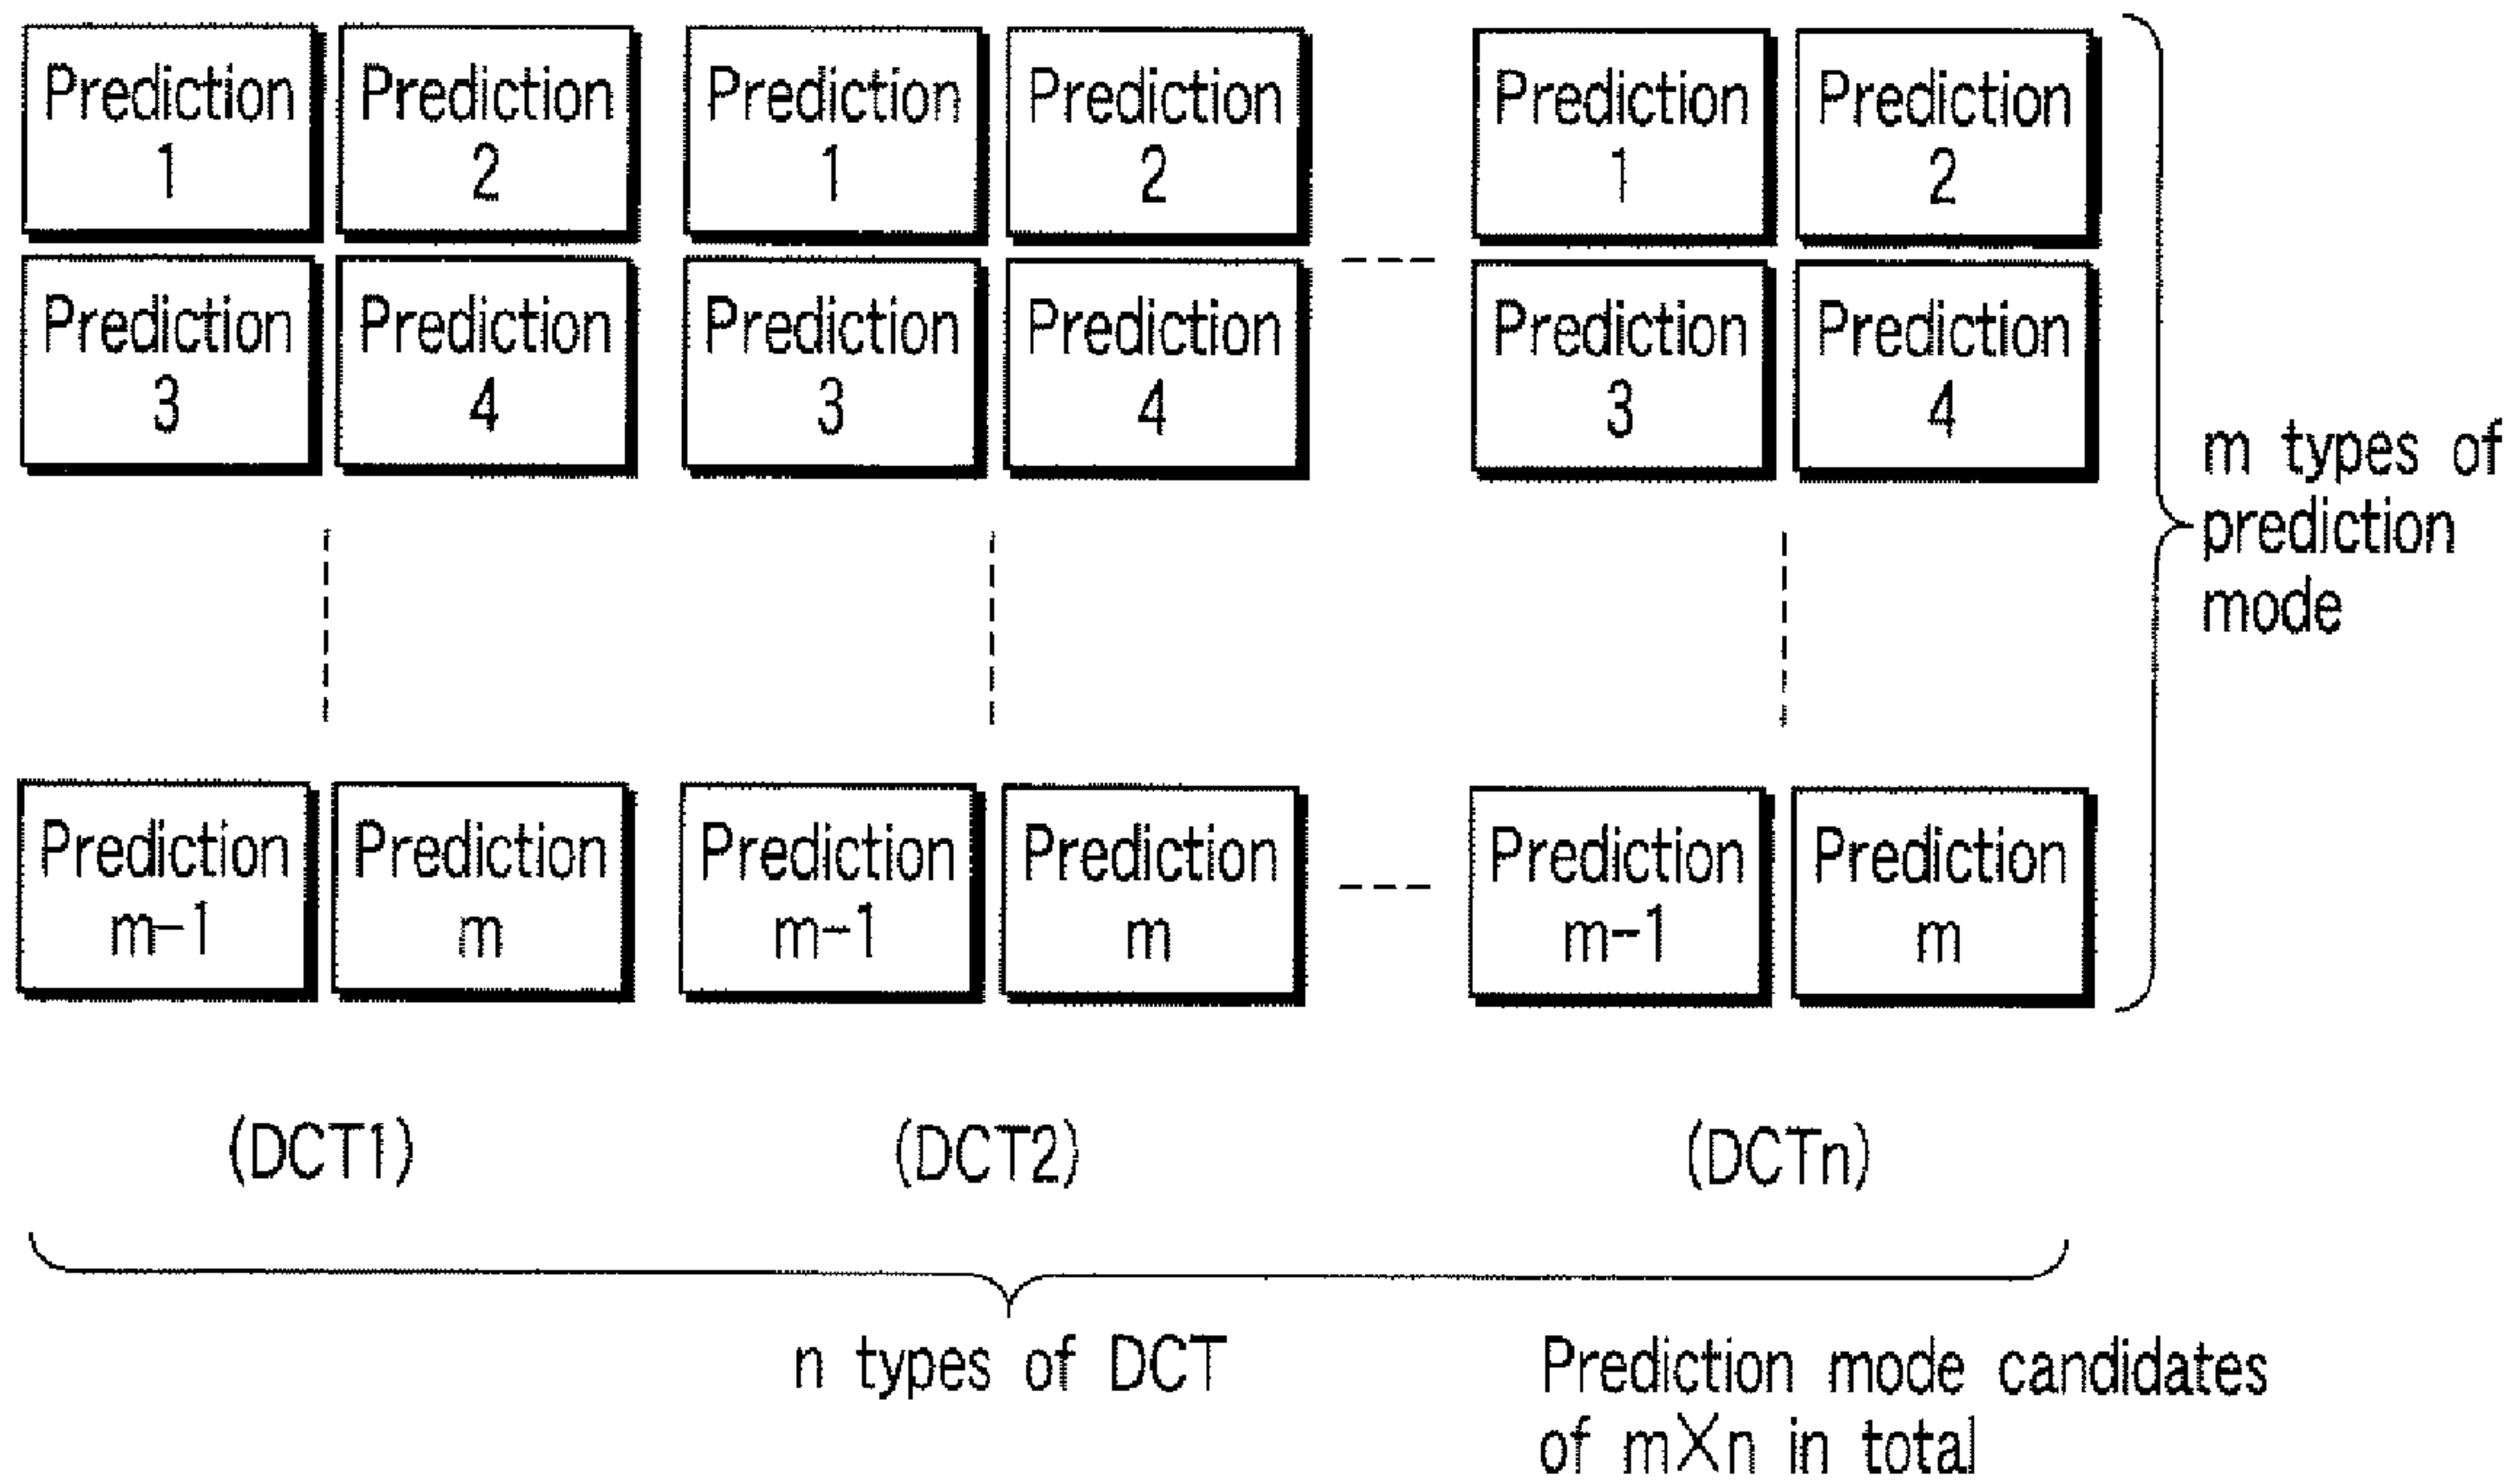 Prediction
1
Prediction
2
Prediction
1
Prediction
2
Prediction
1
Prediction
2
Prediction
3
Prediction
4
Prediction
3
Prediction
4
Prediction
3
Prediction
4
m types of
prediction
mode
Prediction
m-1
Prediction
m
Prediction
m-1
Prediction
m
Prediction
m-1
Prediction
m
(DCT1)
(DCT2)
(DCTn)
n types of DCT
Prediction mode candidates
of m×n in total